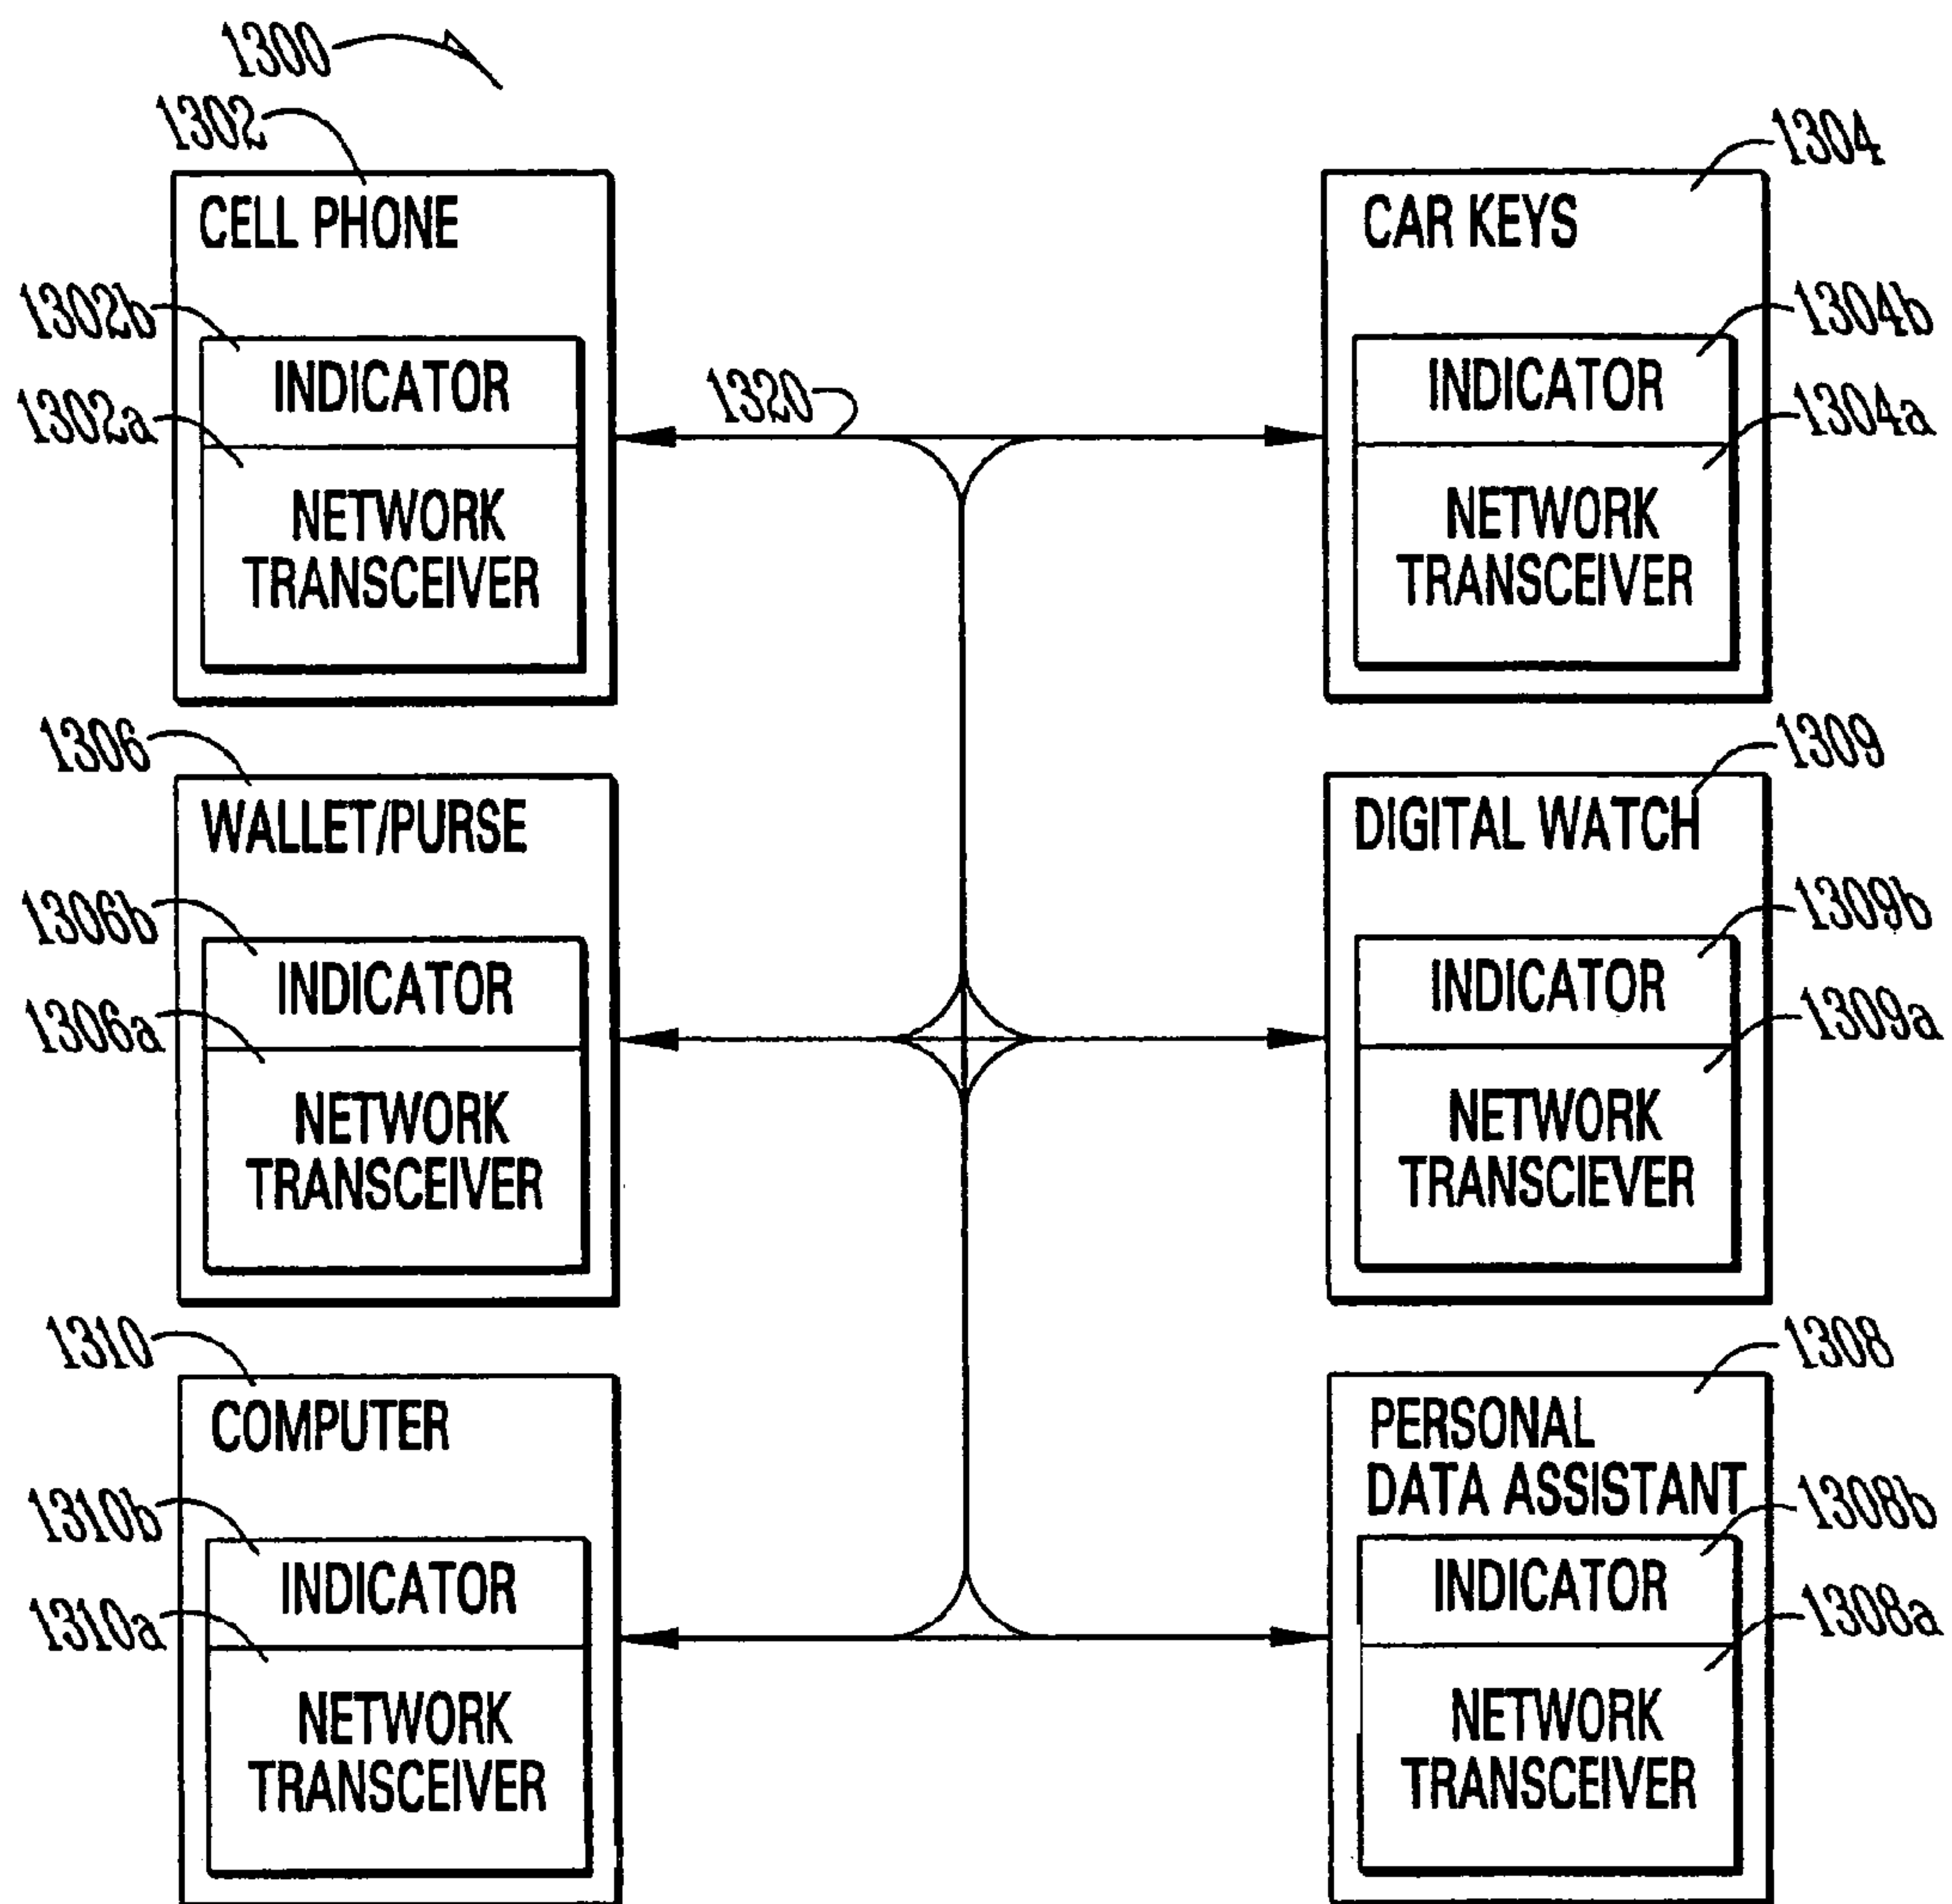 1300
1302
CELL PHONE
1302b
INDICATOR
1302a
NETWORK
TRANSCEIVER
1320
1304
CAR KEYS
1304b
INDICATOR
1304a
NETWORK
TRANSCEIVER
1306
WALLET/PURSE
1306b
INDICATOR
1306a
NETWORK
TRANSCEIVER
1309
DIGITAL WATCH
1309b
INDICATOR
1309a
NETWORK
TRANSCIEVER
1310
COMPUTER
1310b
INDICATOR
1310a
NETWORK
TRANSCEIVER
1308
PERSONAL
DATA ASSISTANT
1308b
INDICATOR
1308a
NETWORK
TRANSCEIVER